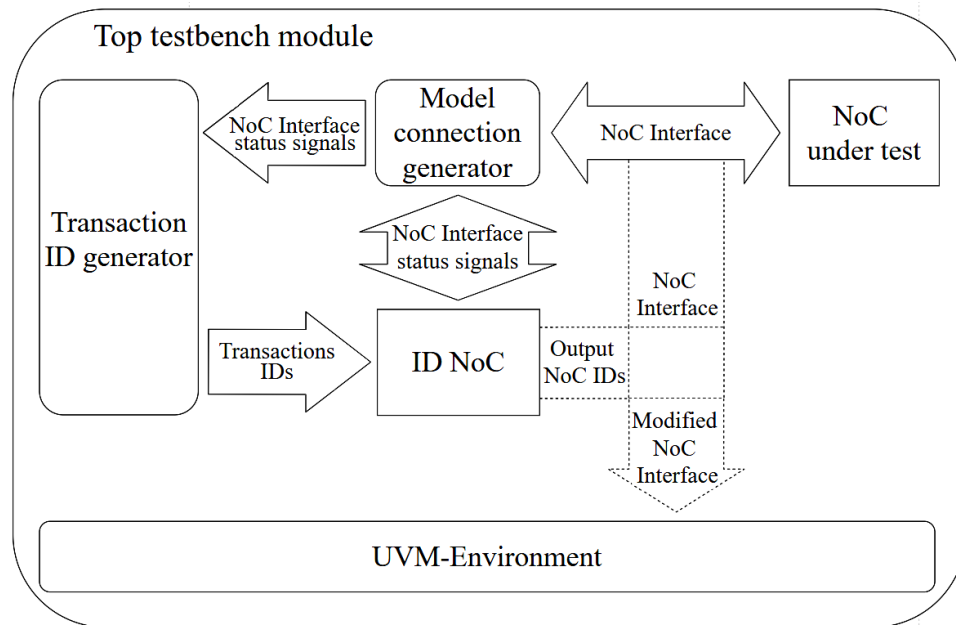 Top testbench module
Transaction
ID generator
NoC Interface
status signals
Model
connection
generator
NoC Interface
NoC
under test
NoC Interface
status signals
Transactions
IDs
ID NoC
Output
NoC IDs
NoC
Interface
Modified
NoC
Interface
UVM-Environment